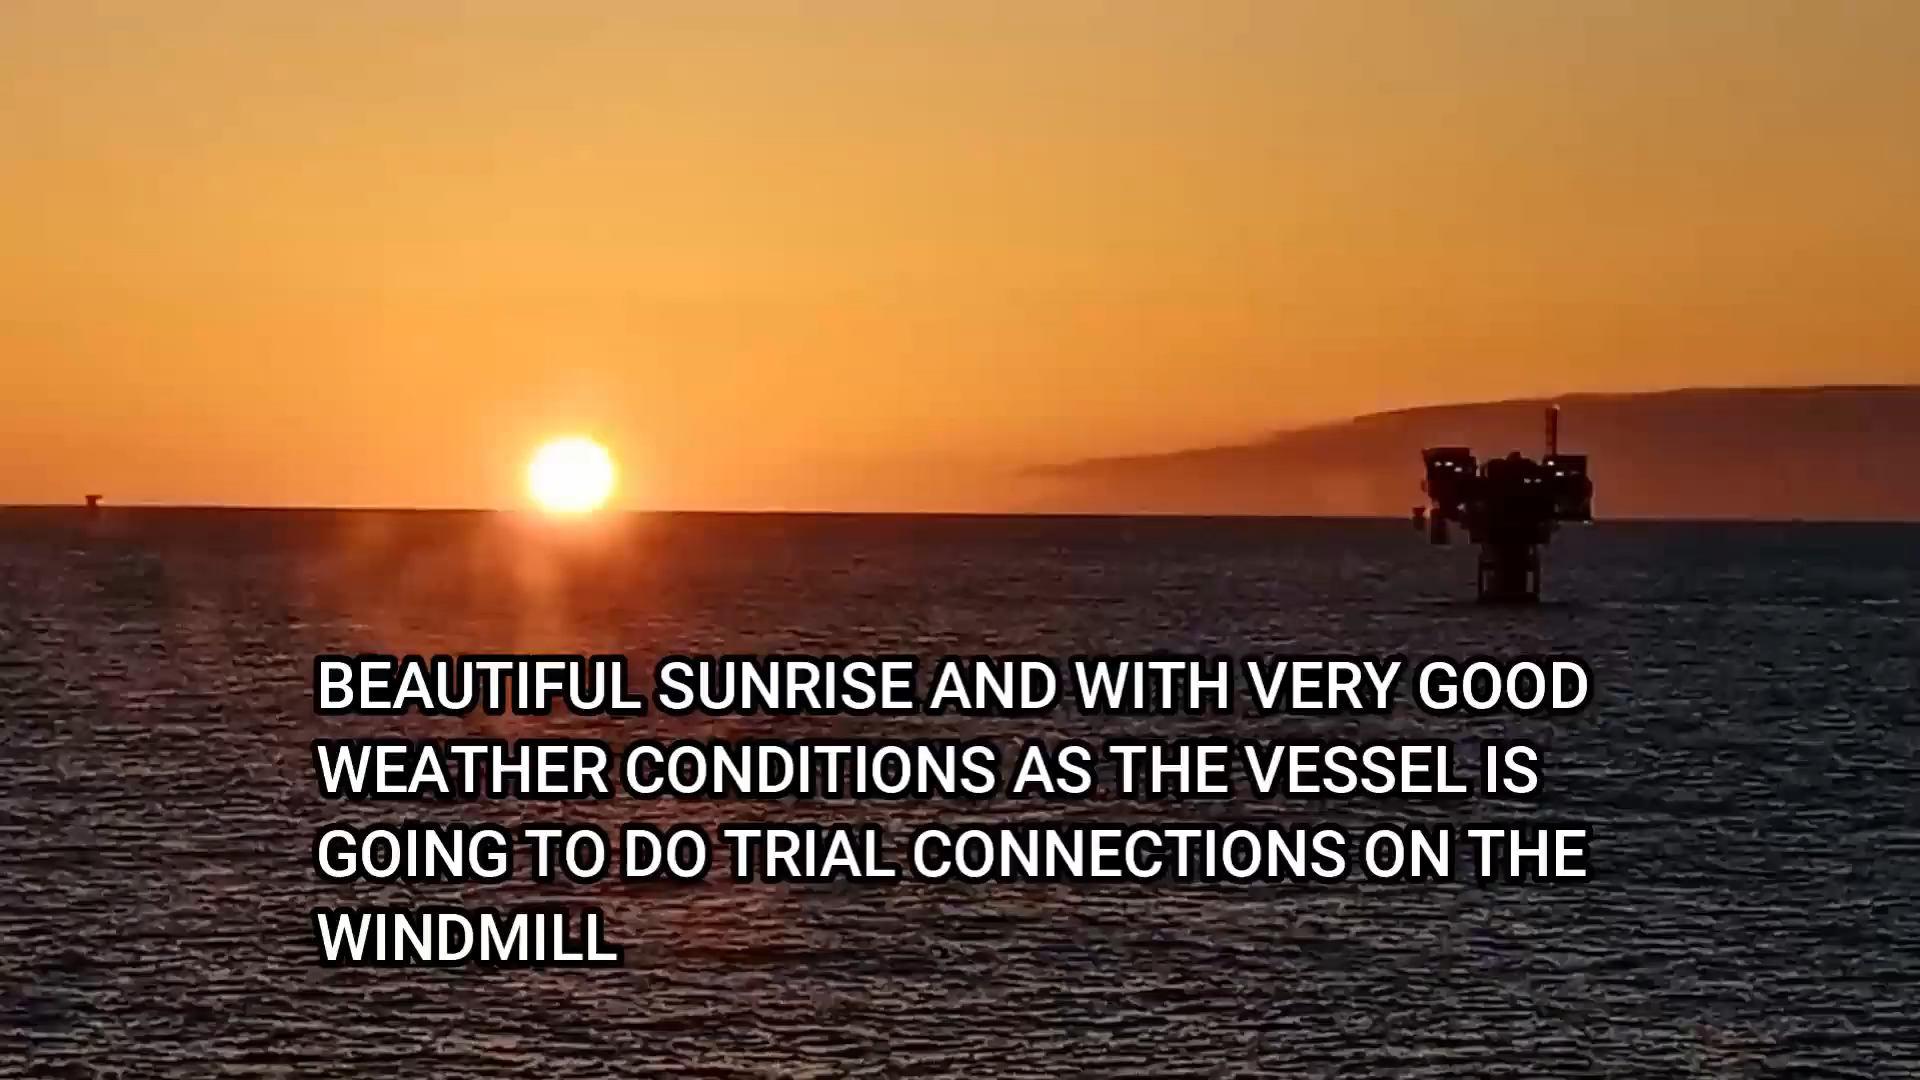 BEAUTIFUL SUNRISE AND WITH VERY GOOD
WEATHER CONDITIONS AS THE VESSEL IS
GOING TO DO TRIAL CONNECTIONS ON THE
WINDMILL